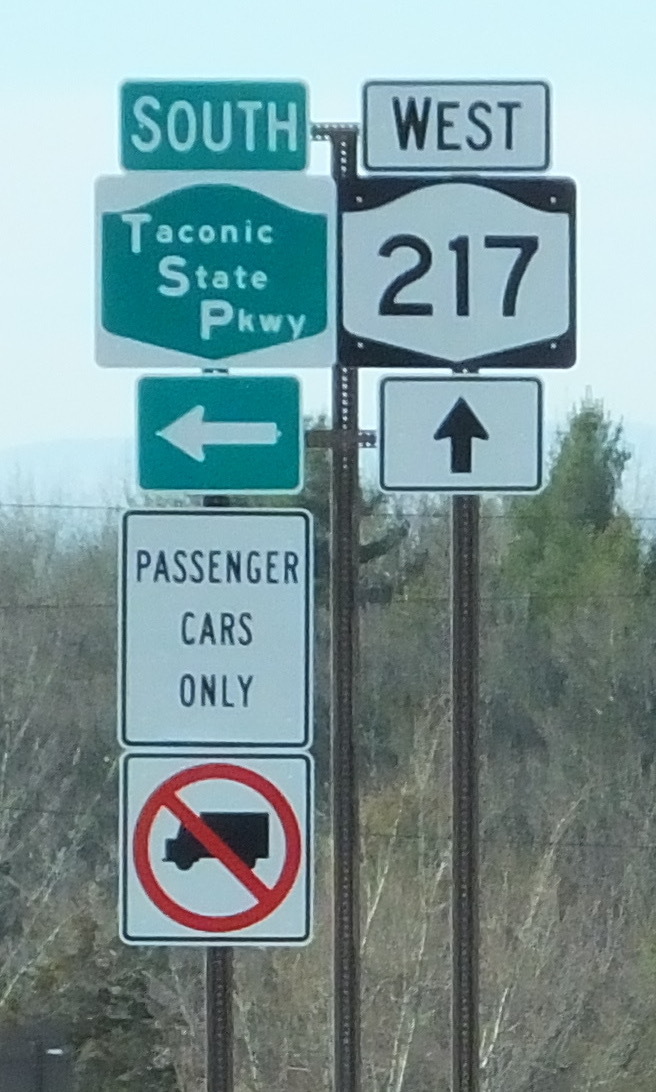 SOUTH
Taconic
State
Pkwy
PASSENGER
CARS
ONLY
WEST
217